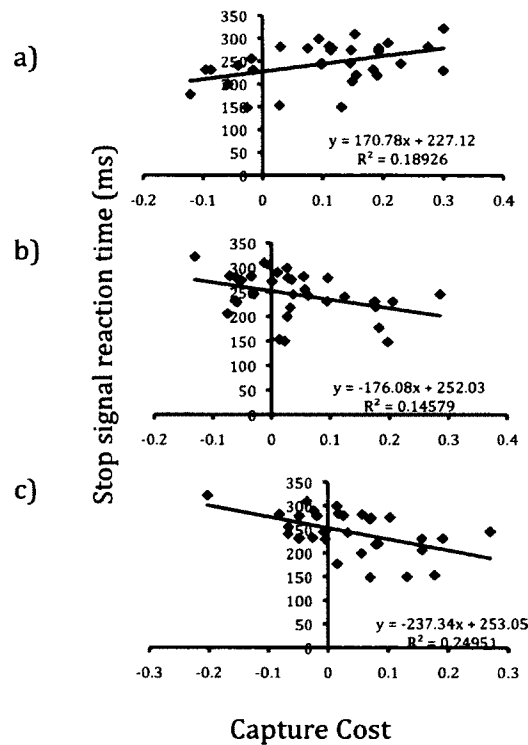 a)
Stop signal reaction time (ms)
350
300
250
200
150
100
50
0
y = 170.78x + 227.12
R² = 0.18926
-0.2 -0.1 0 0.1 0.2 0.3 0.4
b)
350
300
250
200
150
100
50
0
y = -176.08x + 252.03
R² = 0.14579
-0.2 -0.1 0 0.1 0.2 0.3 0.4
c)
350
300
250
200
150
100
50
0
y = -237.34x + 253.05
R² = 0.24951
-0.3 -0.2 -0.1 0 0.1 0.2 0.3
Capture Cost